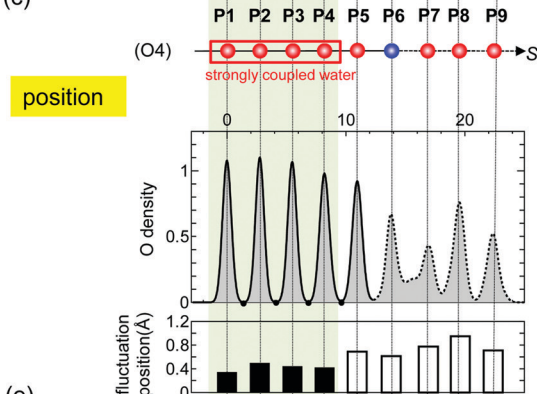 (c)
P1 P2 P3 P4 P5 P6 P7 P8 P9
(O4)
S
strongly coupled water
position
0 10 20
O density
1
0.5
0
fluctuation
position(Å)
1.2
0.8
0.4
0